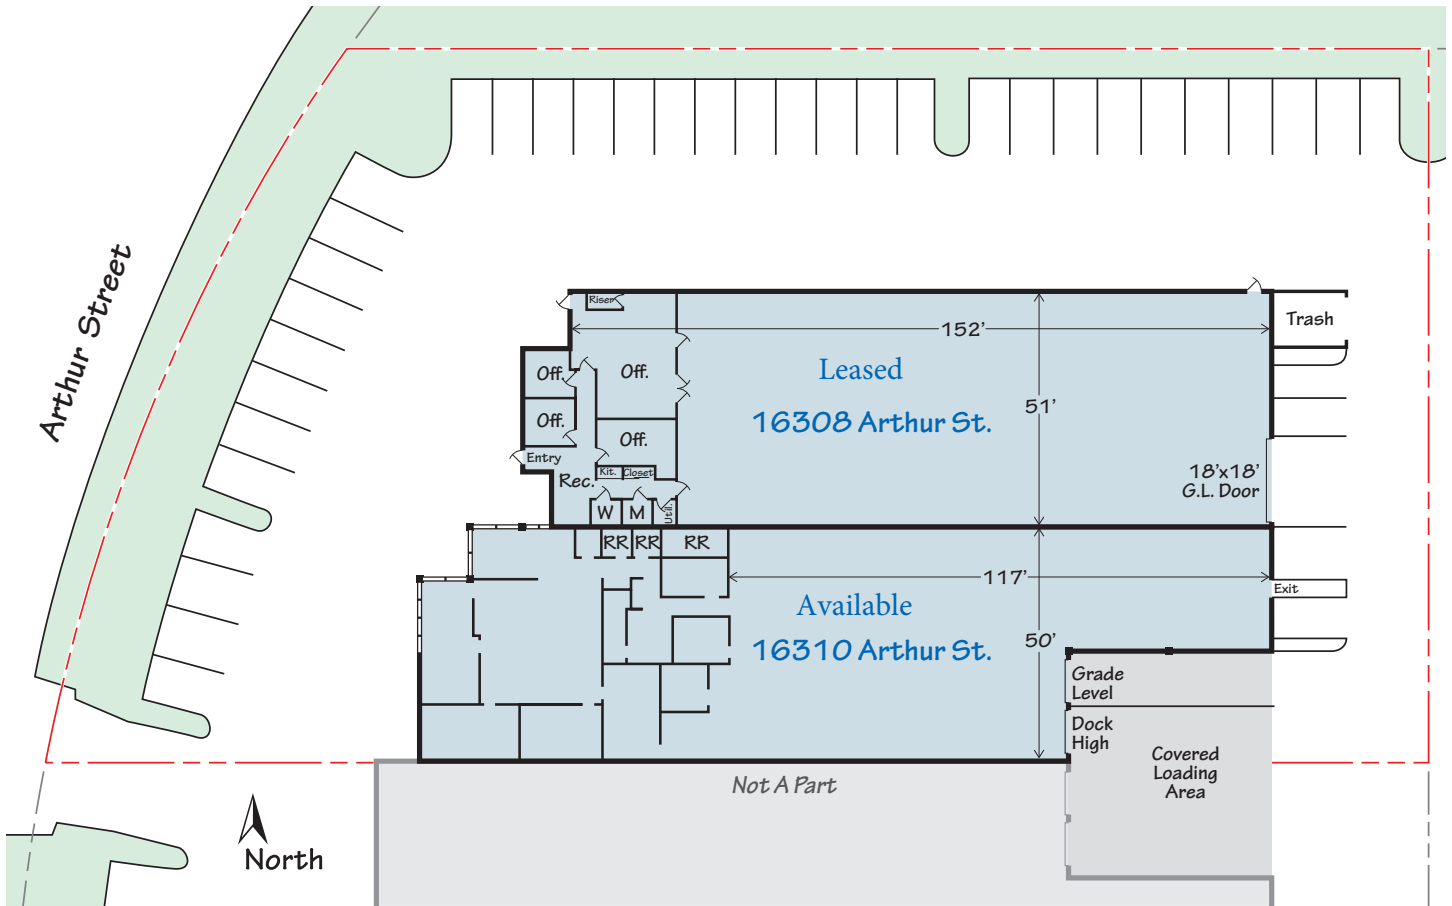 Arthur Street
Riser
152'
Trash
Off.
Off.
Leased
51'
Off.
16308 Arthur St.
Off.
Entry
Kit.
Closet
Rec.
18'x18'
G.L. Door
W
M
Util.
RR
RR
RR
117'
Exit
Available
50'
16310 Arthur St.
Grade
Level
Dock
High
Covered
Loading
Area
Not A Part
North